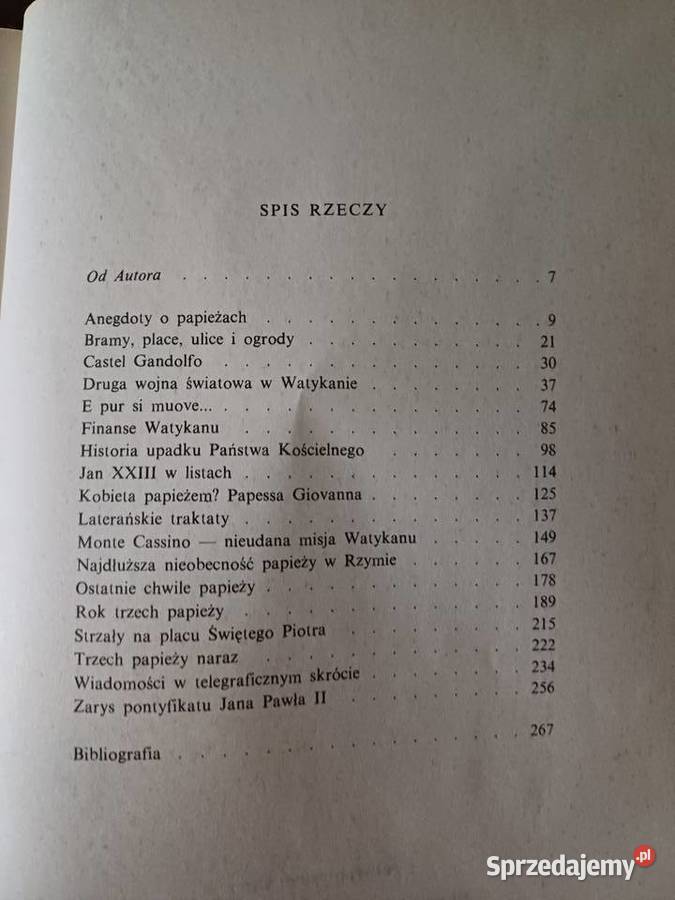 SPIS RZECZY
Od Autora . . . . . . . . . . . . . . . . . . 7
Anegdoty o papieżach . . . . . . . . . . . . . 9
Bramy, place, ulice i ogrody . . . . . . . . . . . 21
Castel Gandolfo . . . . . . . . . . . . . . . 30
Druga wojna światowa w Watykanie . . . . . . . . 37
E pur si muove... . . . . . . . . . . . . . . . 74
Finanse Watykanu . . . . . . . . . . . . . . 85
Historia upadku Państwa Kościelnego . . . . . . . 98
Jan XXIII w listach . . . . . . . . . . . . . . 114
Kobieta papieżem? Papessa Giovanna . . . . . . . . 125
Laterańskie traktaty . . . . . . . . . . . . . . 137
Monte Cassino — nieudana misja Watykanu . . . . . 149
Najdłuższa nieobecność papieży w Rzymie . . . . . . 167
Ostatnie chwile papieży . . . . . . . . . . . . . 178
Rok trzech papieży . . . . . . . . . . . . . . 189
Strzały na placu Świętego Piotra . . . . . . . . . 215
Trzech papieży naraz . . . . . . . . . . . . . 222
Wiadomości w telegraficznym skrócie . . . . . . . . 234
Zarys pontyfikatu Jana Pawła II . . . . . . . . . 256
Bibliografia . . . . . . . . . . . . . . . . . 267
Sprzedajemy.pl